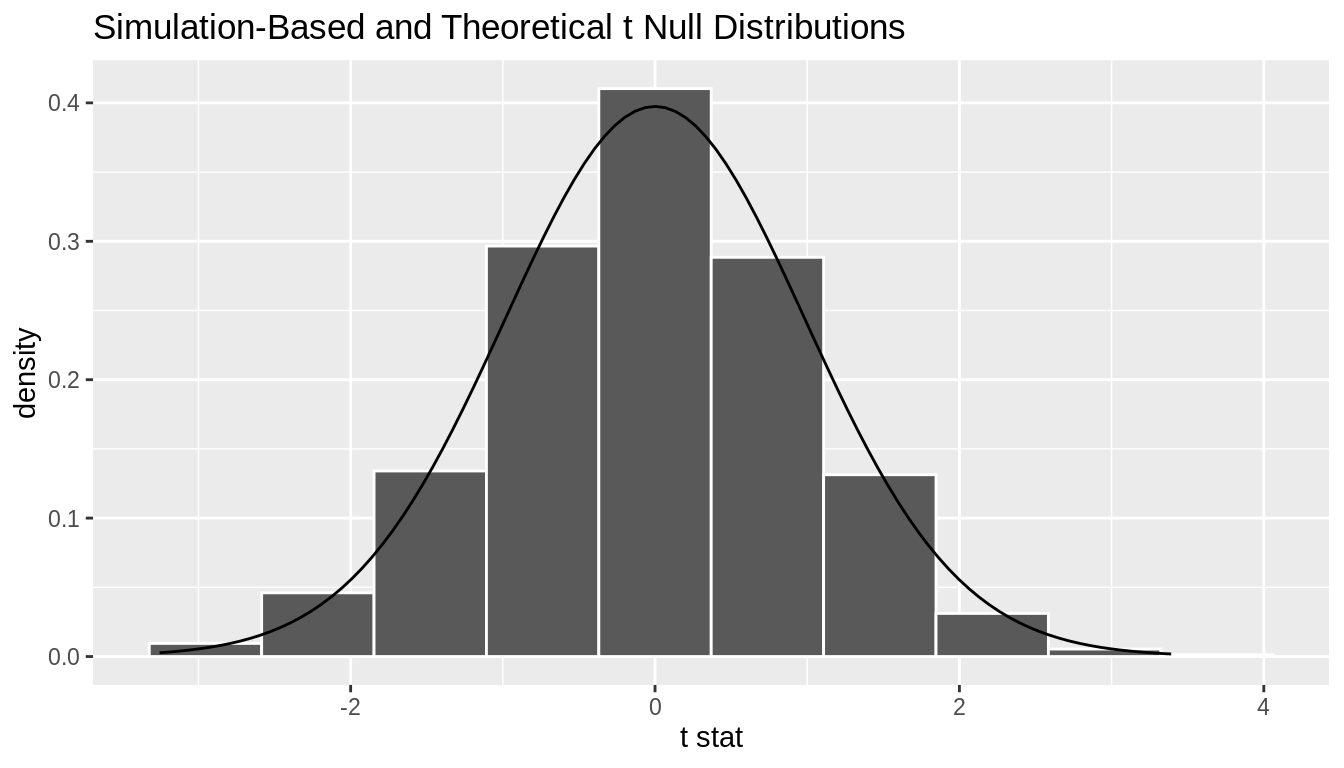 Simulation-Based and Theoretical t Null Distributions
density
0.4
0.3
0.2
0.1
0.0
-2 0 2 4
t stat